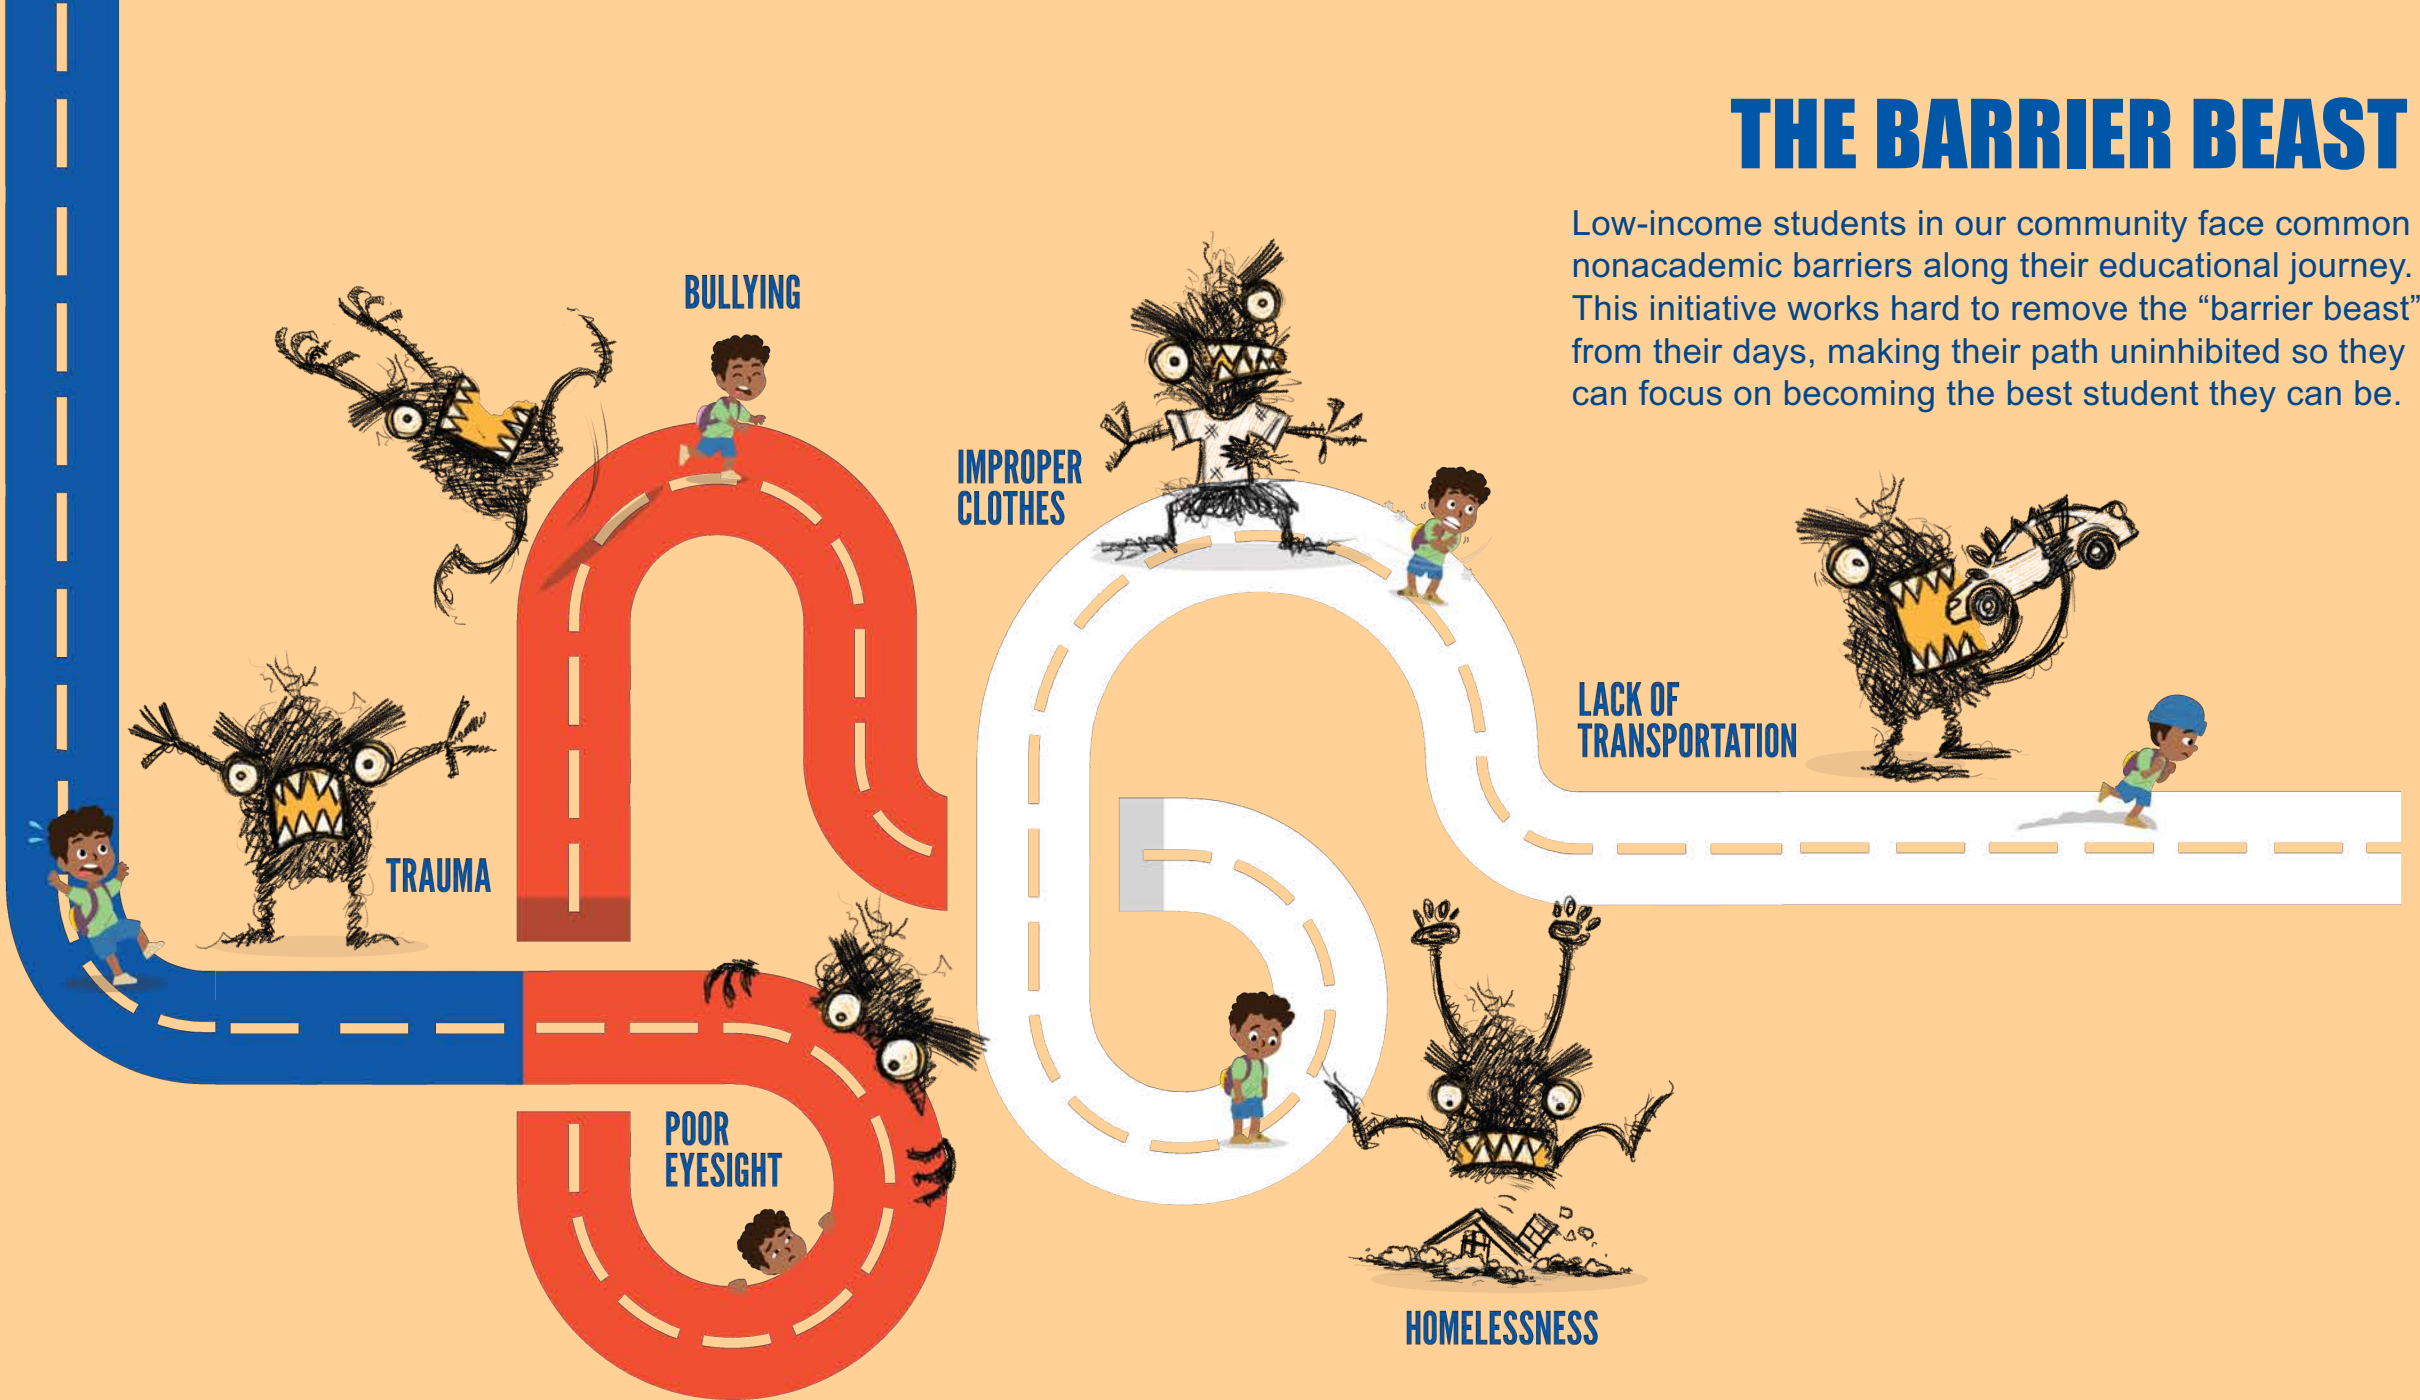 THE BARRIER BEAST
Low-income students in our community face common
nonacademic barriers along their educational journey.
This initiative works hard to remove the “barrier beast”
from their days, making their path uninhibited so they
can focus on becoming the best student they can be.
BULLYING
IMPROPER
CLOTHES
LACK OF
TRANSPORTATION
TRAUMA
POOR
EYESIGHT
HOMELESSNESS